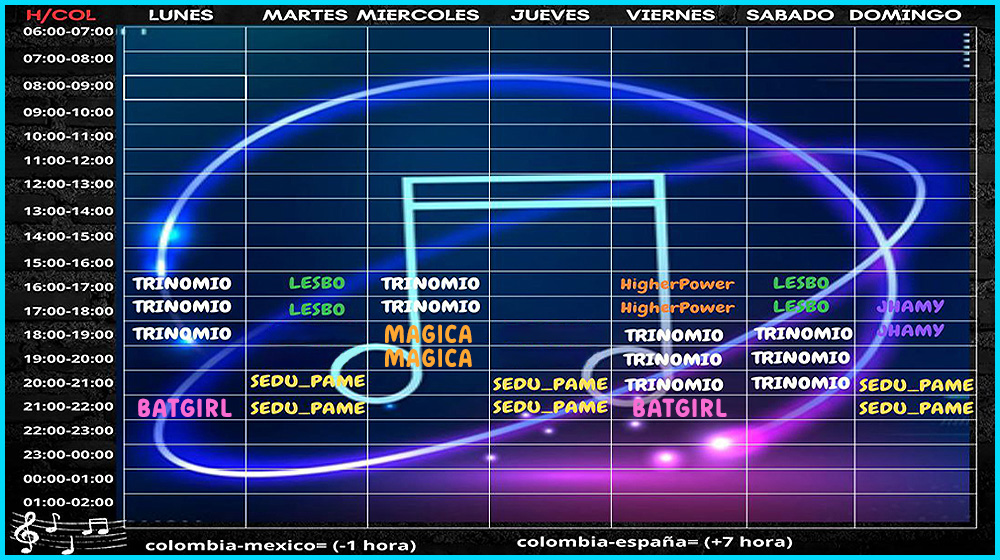 H/COL LUNES MARTES MIERCOLES JUEVES VIERNES SABADO DOMINGO
06:00-07:00
07:00-08:00
08:00-09:00
09:00-10:00
10:00-11:00
11:00-12:00
12:00-13:00
13:00-14:00
14:00-15:00
15:00-16:00
16:00-17:00 TRINOMIO LESBO TRINOMIO HigherPower LESBO
17:00-18:00 TRINOMIO LESBO TRINOMIO HigherPower LESBO JHAMY
18:00-19:00 TRINOMIO MAGICA TRINOMIO TRINOMIO JHAMY
19:00-20:00 MAGICA TRINOMIO TRINOMIO
20:00-21:00 SEDU_PAME SEDU_PAME TRINOMIO TRINOMIO SEDU_PAME
21:00-22:00 BATGIRL SEDU_PAME SEDU_PAME BATGIRL SEDU_PAME
22:00-23:00
23:00-00:00
00:00-01:00
01:00-02:00
colombia-mexico= (-1 hora) colombia-españa= (+7 hora)